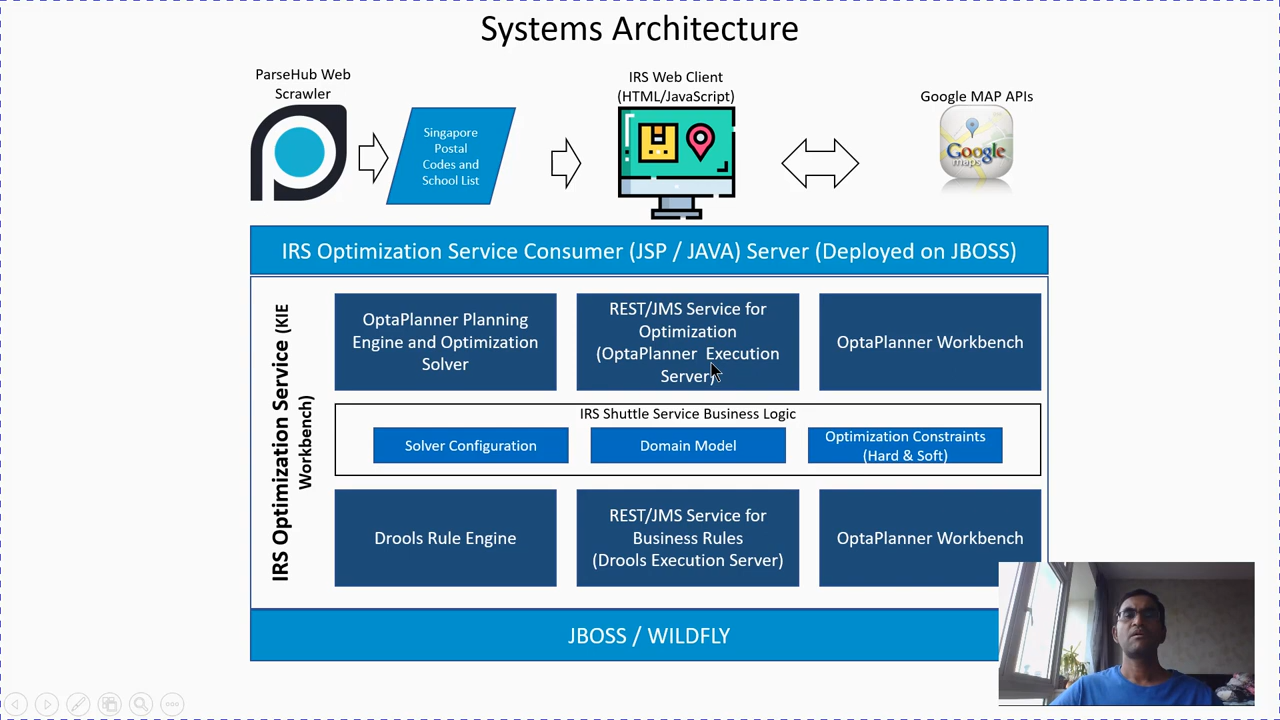 Systems Architecture
ParseHub Web
Scrawler
IRS Web Client
(HTML/JavaScript)
Google MAP APIs
Singapore
Postal
Codes and
School List
Google
maps
IRS Optimization Service Consumer (JSP / JAVA) Server (Deployed on JBOSS)
IRS Optimization Service (KIE
Workbench)
OptaPlanner Planning
Engine and Optimization
Solver
REST/JMS Service for
Optimization
(OptaPlanner Execution
Server)
OptaPlanner Workbench
IRS Shuttle Service Business Logic
Solver Configuration
Domain Model
Optimization Constraints
(Hard & Soft)
Drools Rule Engine
REST/JMS Service for
Business Rules
(Drools Execution Server)
OptaPlanner Workbench
JBOSS / WILDFLY